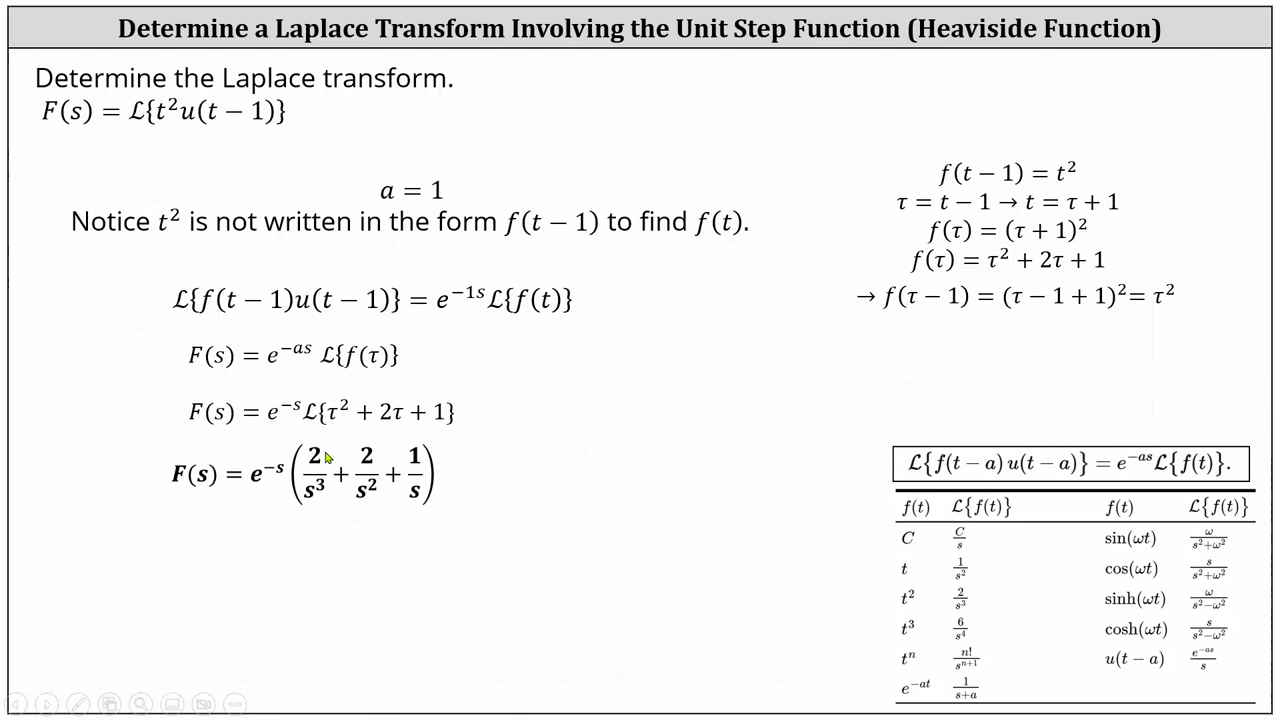 Determine a Laplace Transform Involving the Unit Step Function (Heaviside Function)
Determine the Laplace transform.
F(s) = ℒ{t²u(t − 1)}
a = 1
Notice t² is not written in the form f(t − 1) to find f(t).
ℒ{f(t − 1)u(t − 1)} = e⁻¹ˢℒ{f(t)}
F(s) = e⁻ᵃˢ ℒ{f(τ)}
F(s) = e⁻ˢℒ{τ² + 2τ + 1}
F(s) = e⁻ˢ(2/s³ + 2/s² + 1/s)
f(t − 1) = t²
τ = t − 1 → t = τ + 1
f(τ) = (τ + 1)²
f(τ) = τ² + 2τ + 1
→ f(τ − 1) = (τ − 1 + 1)²= τ²
ℒ{f(t − a) u(t − a)} = e⁻ᵃˢℒ{f(t)}.
f(t) ℒ{f(t)} f(t) ℒ{f(t)}
C C/s sin(ωt) ω/(s²+ω²)
t 1/s² cos(ωt) s/(s²+ω²)
t² 2/s³ sinh(ωt) ω/(s²−ω²)
t³ 6/s⁴ cosh(ωt) s/(s²−ω²)
tⁿ n!/sⁿ⁺¹ u(t − a) e⁻ᵃˢ/s
e⁻ᵃᵗ 1/(s+a)